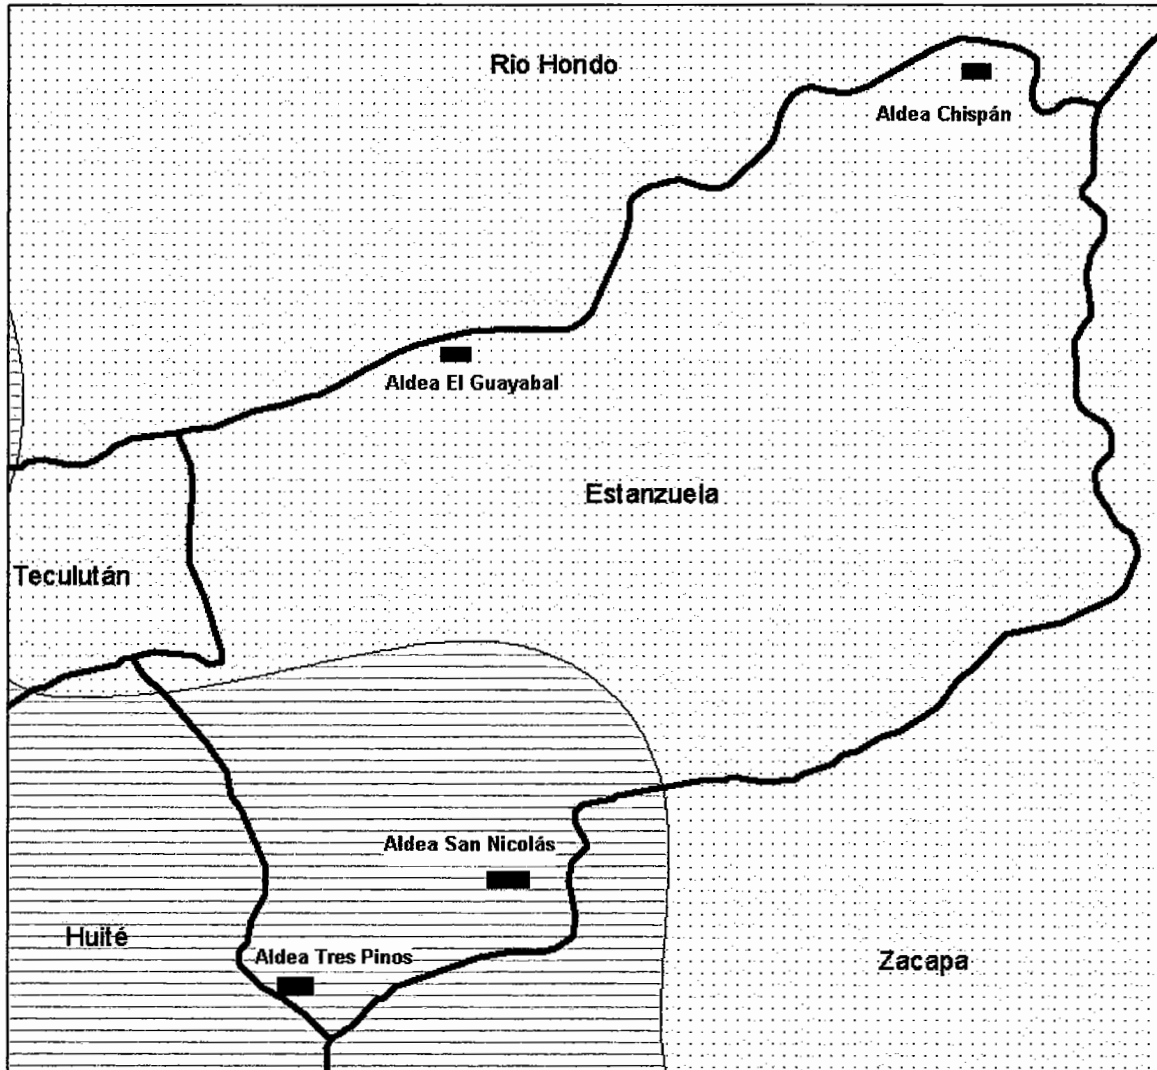 Rio Hondo
Aldea Chispán
Aldea El Guayabal
Estanzuela
Teculután
Aldea San Nicolás
Huité
Aldea Tres Pinos
Zacapa